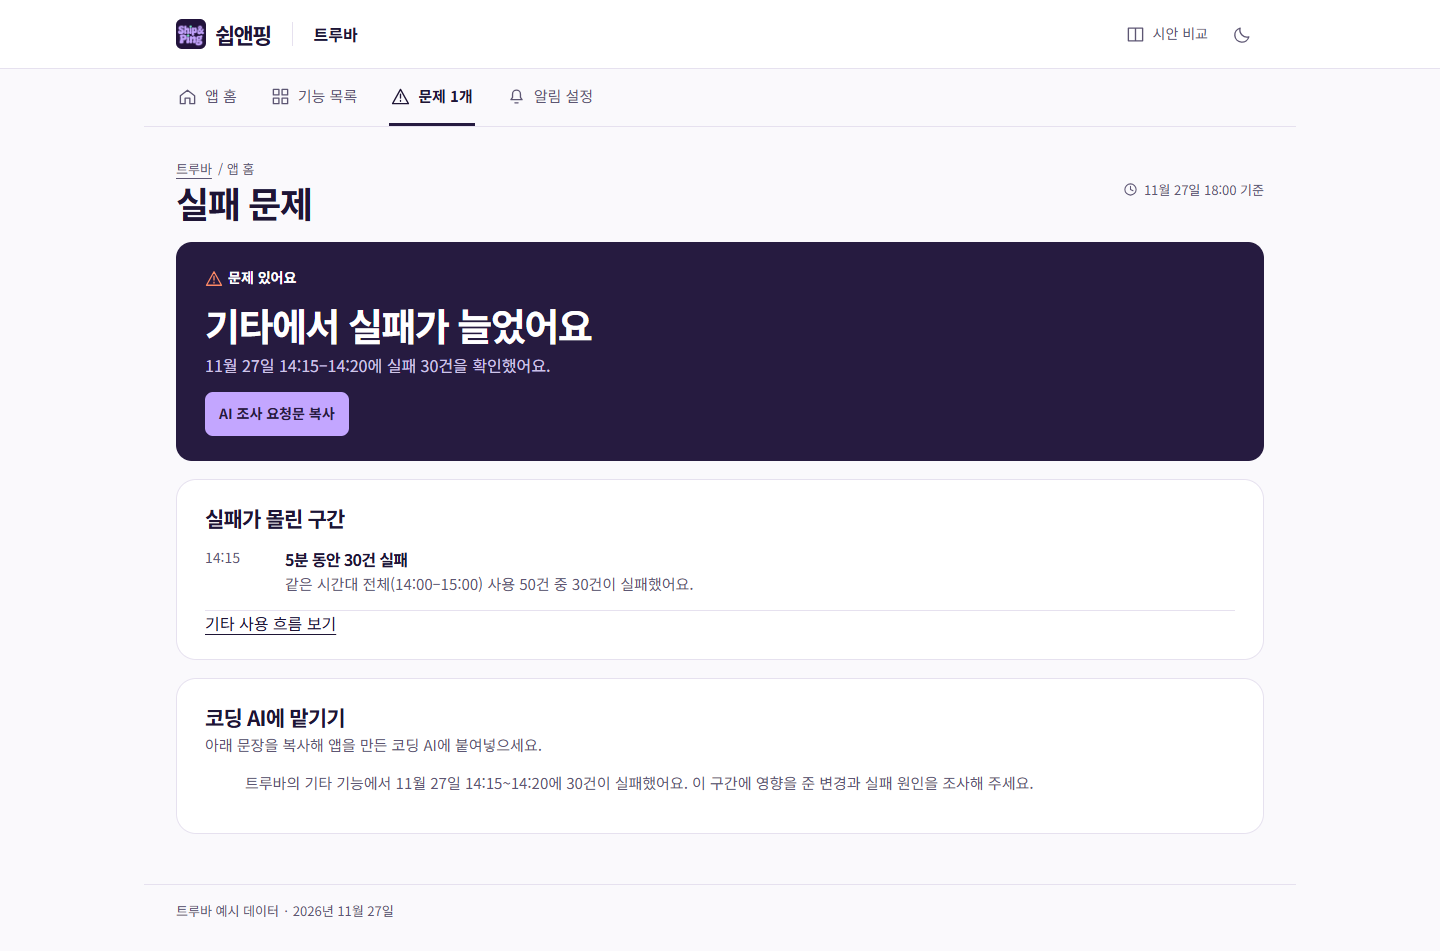 Ship&
Ping
쉽앤핑
트루바
시안 비교
앱 홈
기능 목록
문제 1개
알림 설정
트루바 / 앱 홈
실패 문제
11월 27일 18:00 기준
문제 있어요
기타에서 실패가 늘었어요
11월 27일 14:15–14:20에 실패 30건을 확인했어요.
AI 조사 요청문 복사
실패가 몰린 구간
14:15
5분 동안 30건 실패
같은 시간대 전체(14:00–15:00) 사용 50건 중 30건이 실패했어요.
기타 사용 흐름 보기
코딩 AI에 맡기기
아래 문장을 복사해 앱을 만든 코딩 AI에 붙여넣으세요.
트루바의 기타 기능에서 11월 27일 14:15~14:20에 30건이 실패했어요. 이 구간에 영향을 준 변경과 실패 원인을 조사해 주세요.
트루바 예시 데이터 · 2026년 11월 27일